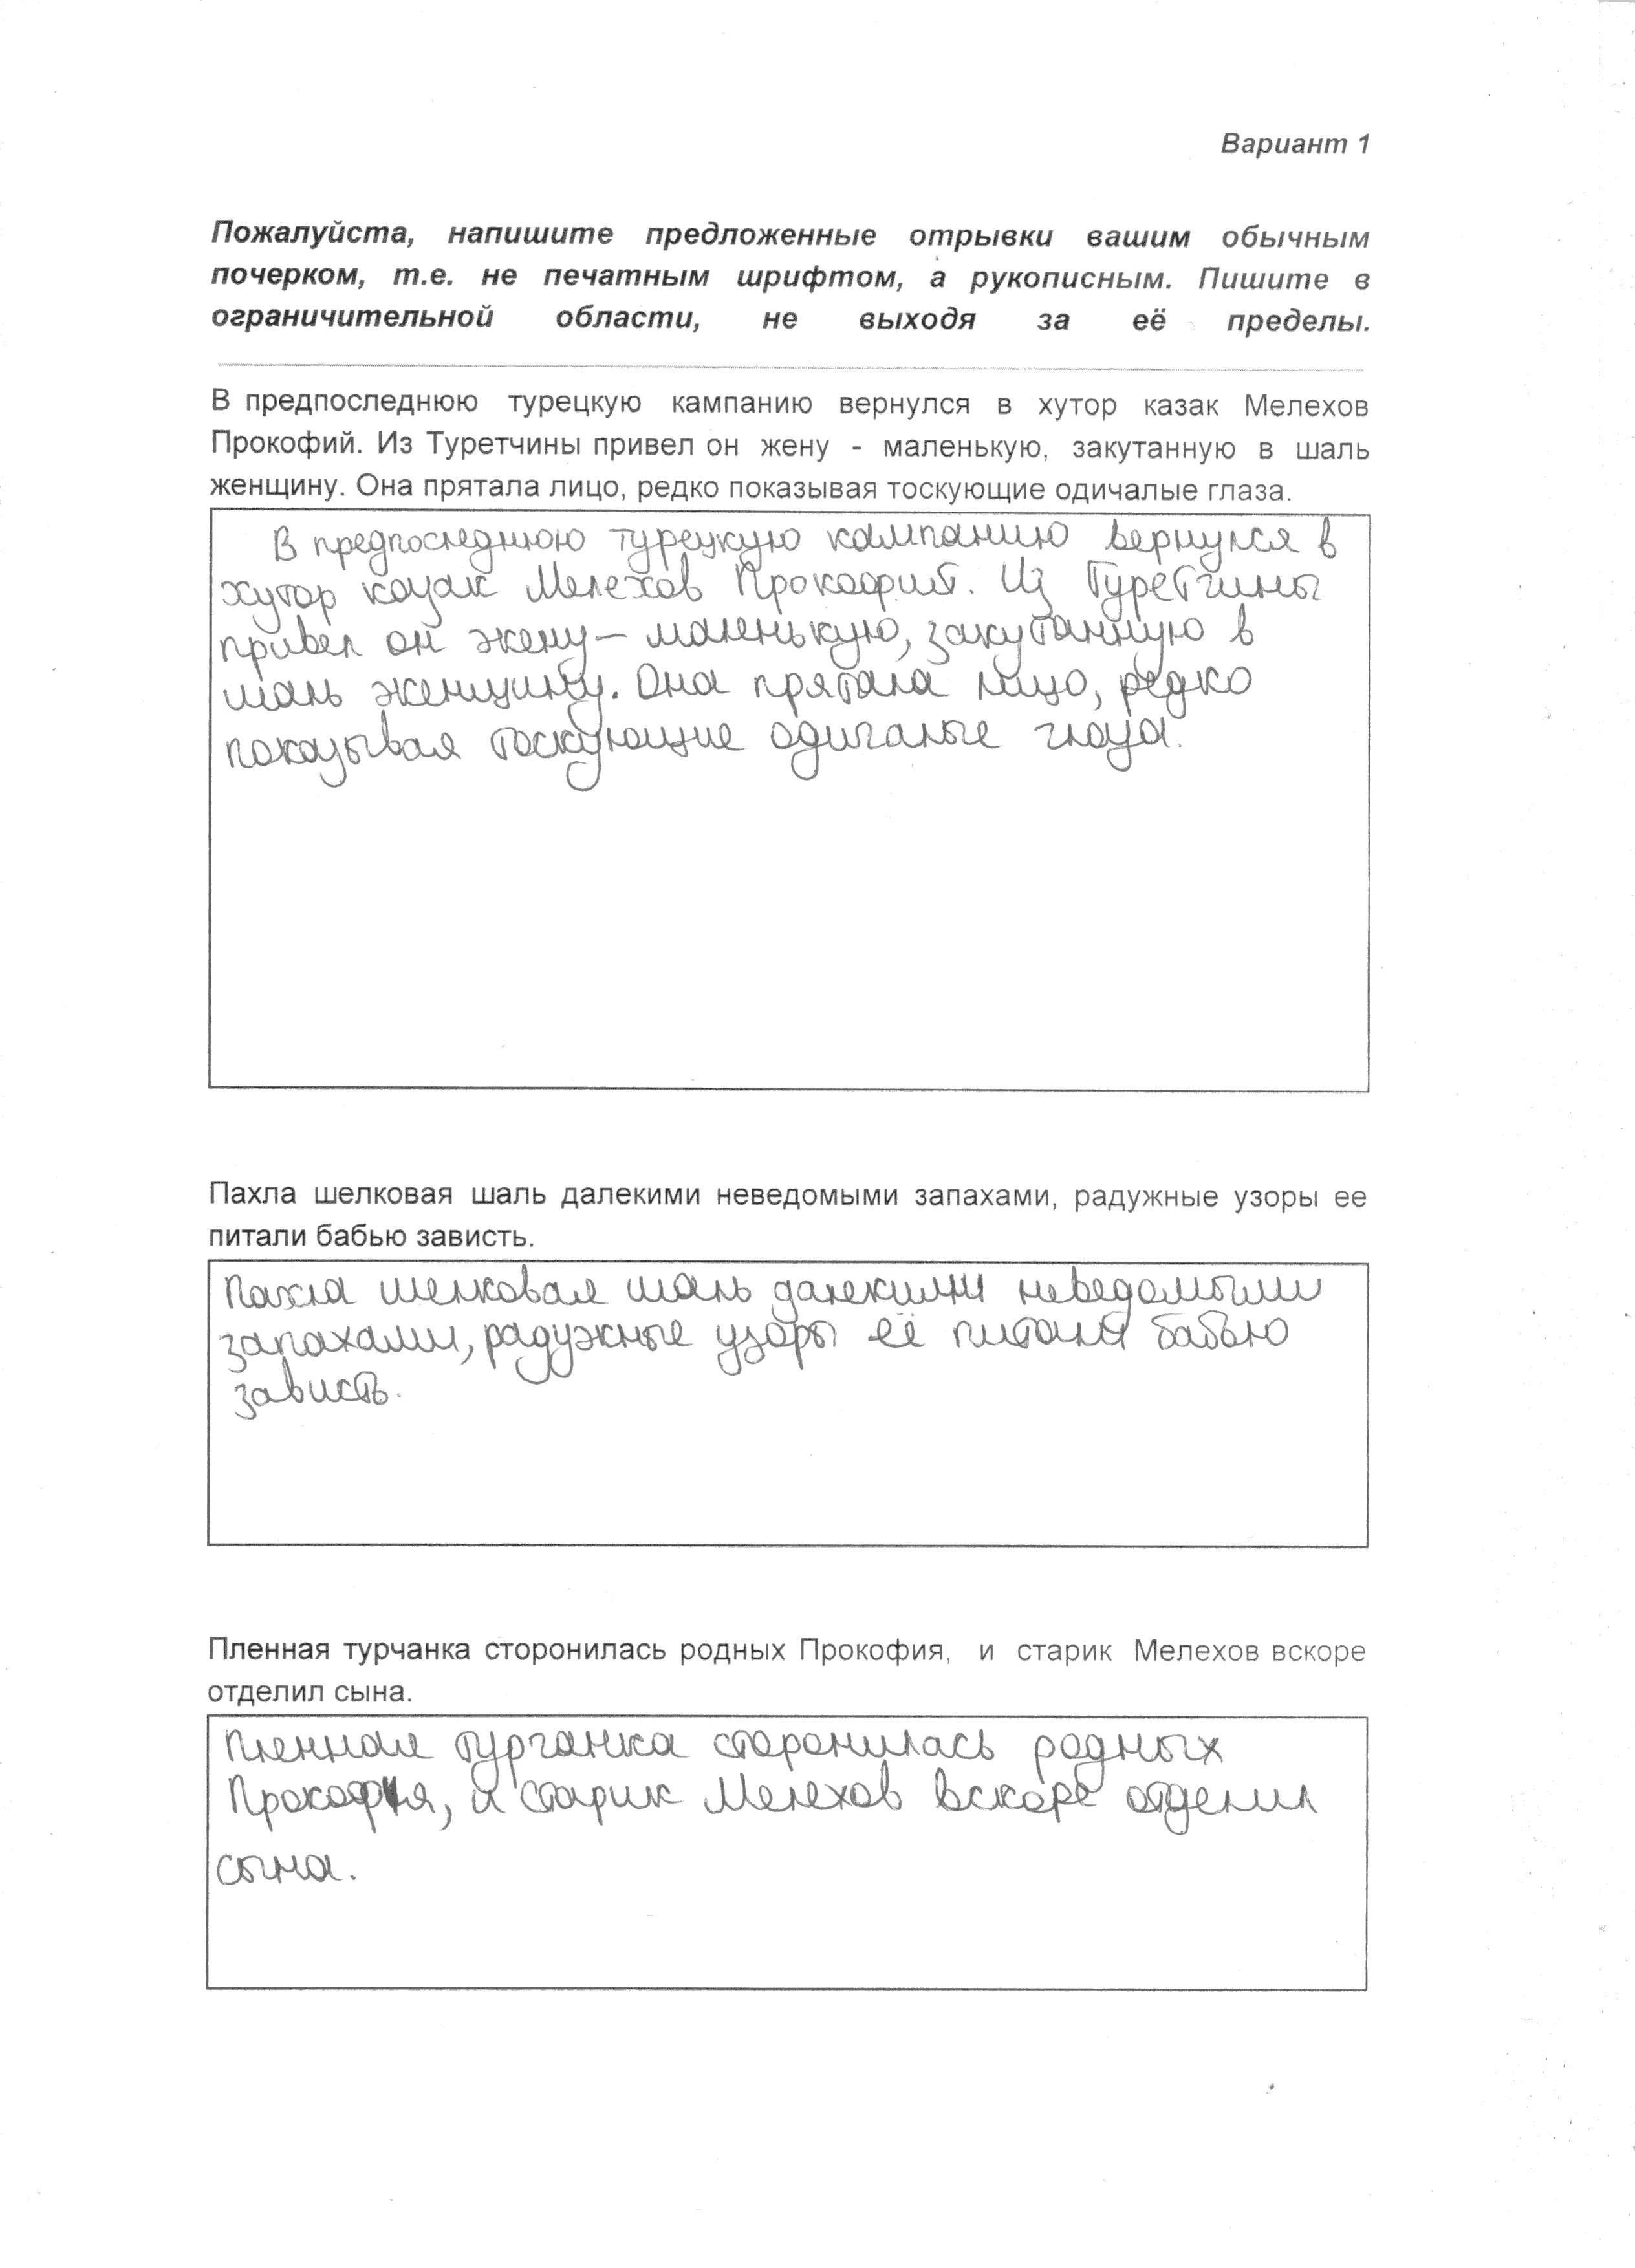 Вариант 1
Пожалуйста, напишите предложенные отрывки вашим обычным
почерком, т.е. не печатным шрифтом, а рукописным. Пишите в
ограничительной области, не выходя за её пределы.
В предпоследнюю турецкую кампанию вернулся в хутор казак Мелехов
Прокофий. Из Туретчины привел он жену - маленькую, закутанную в шаль
женщину. Она прятала лицо, редко показывая тоскующие одичалые глаза.
В предпоследнюю турецкую кампанию вернулся в
хутор казак Мелехов Прокофий. Из Туретчины
привел он жену – маленькую, закутанную в
шаль женщину. Она прятала лицо, редко
показывая тоскующие одичалые глаза.
Пахла шелковая шаль далекими неведомыми запахами, радужные узоры ее
питали бабью зависть.
Пахла шелковая шаль далекими неведомыми
запахами, радужные узоры её питали бабью
зависть.
Пленная турчанка сторонилась родных Прокофия, и старик Мелехов вскоре
отделил сына.
Пленная турчанка сторонилась родных
Прокофия, и старик Мелехов вскоре отделил
сына.